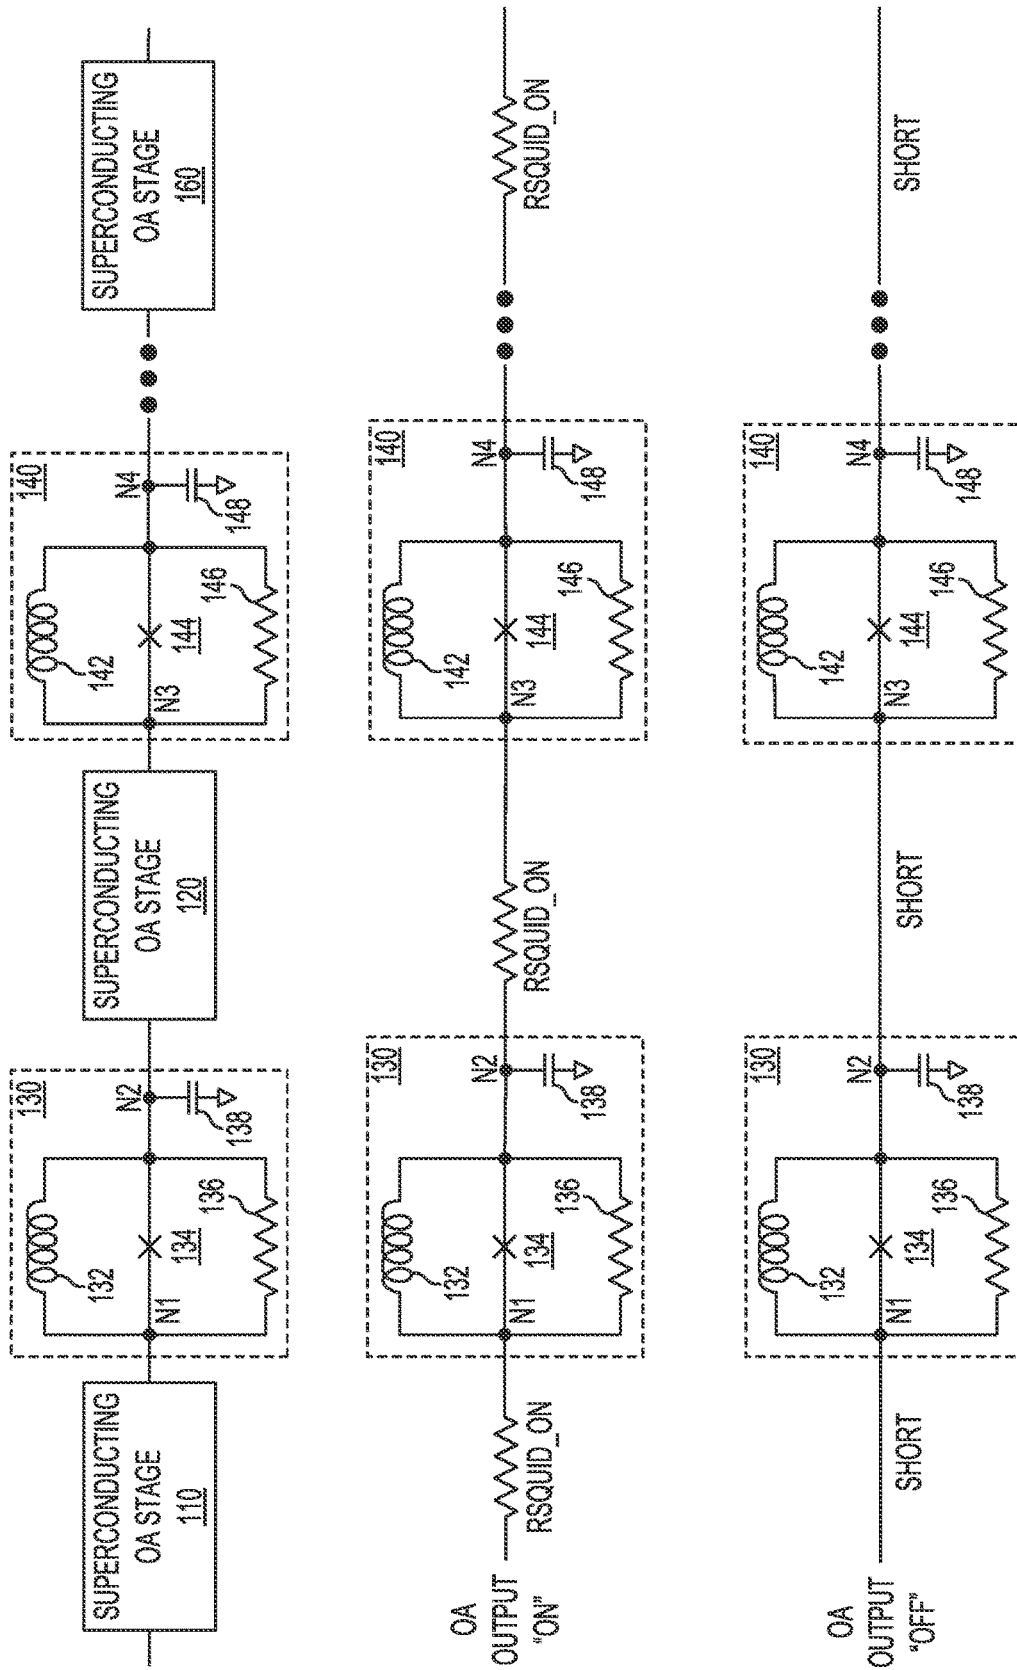 SUPERCONDUCTING
OA STAGE
110
130
132
134
136
138
N1
N2
SUPERCONDUCTING
OA STAGE
120
140
142
144
146
148
N3
N4
SUPERCONDUCTING
OA STAGE
160
OA
OUTPUT
"ON"
RSQUID_ON
130
132
134
136
138
N1
N2
RSQUID_ON
140
142
144
146
148
N3
N4
RSQUID_ON
OA
OUTPUT
"OFF"
SHORT
130
132
134
136
138
N1
N2
SHORT
140
142
144
146
148
N3
N4
SHORT